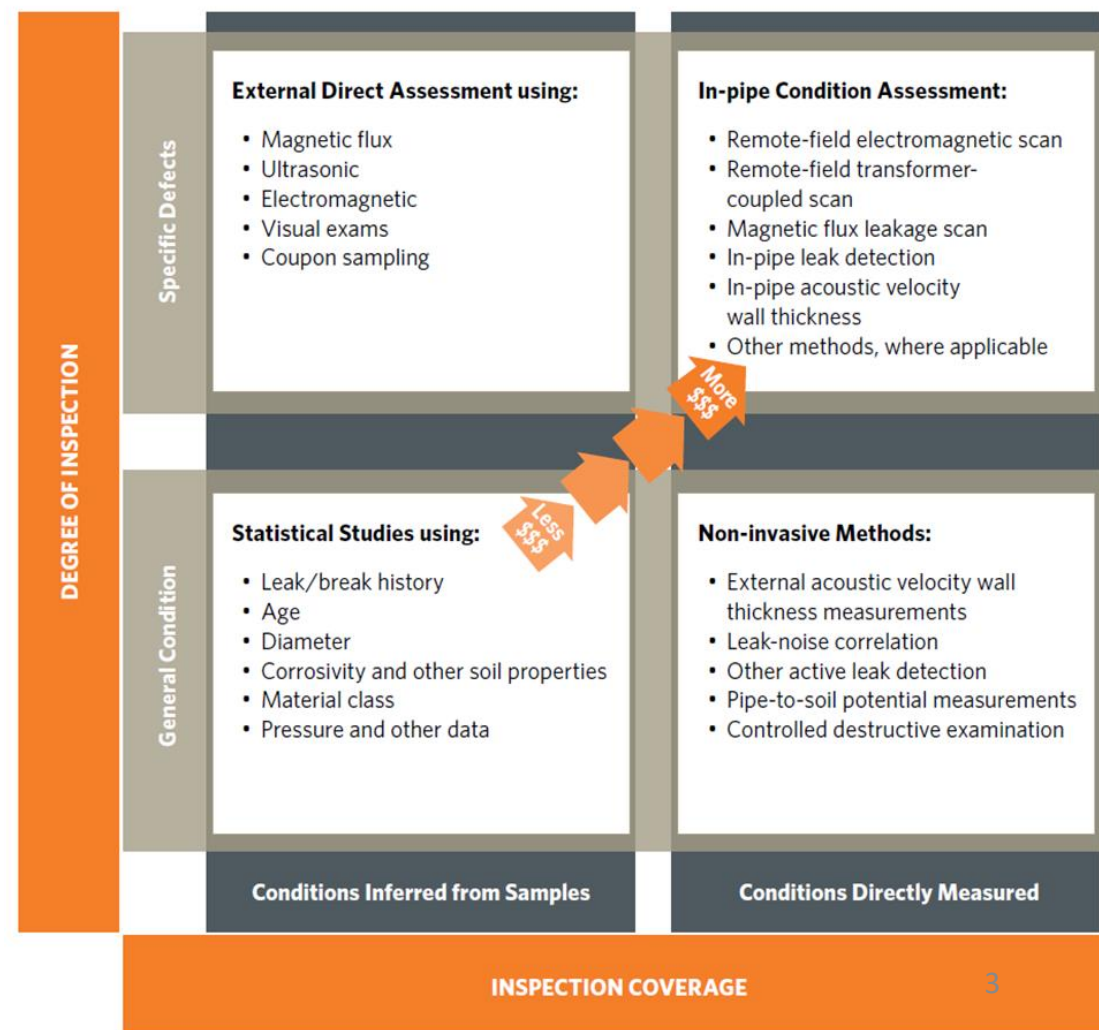 DEGREE OF INSPECTION
Specific Defects
External Direct Assessment using:
• Magnetic flux
• Ultrasonic
• Electromagnetic
• Visual exams
• Coupon sampling
In-pipe Condition Assessment:
• Remote-field electromagnetic scan
• Remote-field transformer-
coupled scan
• Magnetic flux leakage scan
• In-pipe leak detection
• In-pipe acoustic velocity
wall thickness
• Other methods, where applicable
More
$$$
Less
$$$
General Condition
Statistical Studies using:
• Leak/break history
• Age
• Diameter
• Corrosivity and other soil properties
• Material class
• Pressure and other data
Non-invasive Methods:
• External acoustic velocity wall
thickness measurements
• Leak-noise correlation
• Other active leak detection
• Pipe-to-soil potential measurements
• Controlled destructive examination
Conditions Inferred from Samples
Conditions Directly Measured
INSPECTION COVERAGE
3